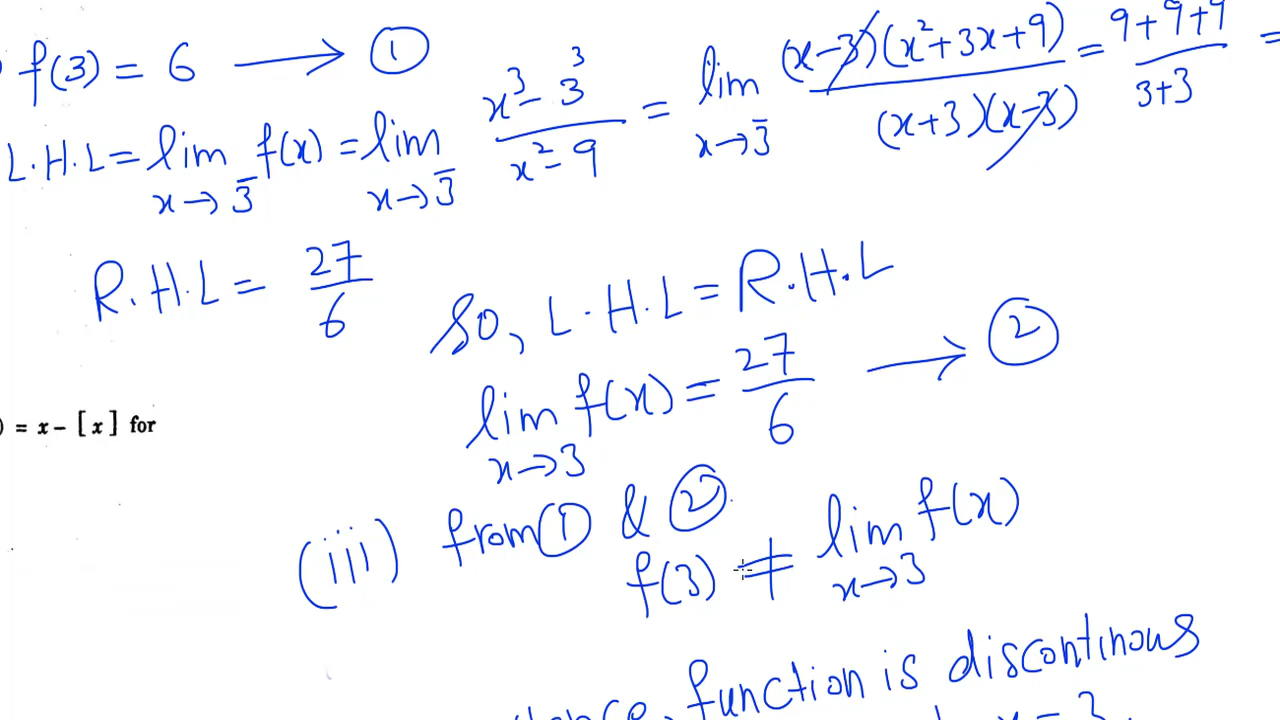 f(3) = 6 ⟶ ①
L.H.L = lim x→3⁻ f(x) = lim x→3⁻ (x³ - 3³)/(x² - 9) = lim x→3⁻ (x-3)(x²+3x+9)/(x+3)(x-3) = (9+9+9)/(3+3) =
R.H.L = 27/6
So, L.H.L = R.H.L
lim x→3 f(x) = 27/6 ⟶ ②
) = x - [x] for
(iii) from ① & ②
f(3) ≠ lim x→3 f(x)
function is discontinous
x = 3.